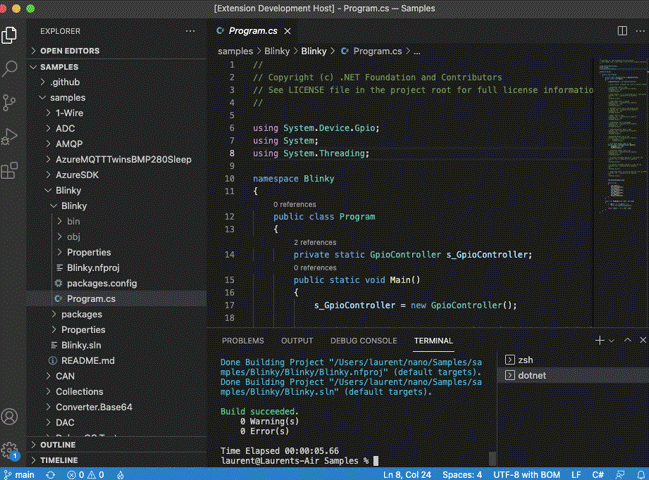 [Extension Development Host] - Program.cs — Samples
EXPLORER
OPEN EDITORS
SAMPLES
.github
samples
1-Wire
ADC
AMQP
AzureMQTTTwinsBMP280Sleep
AzureSDK
Blinky
Blinky
bin
obj
Properties
Blinky.nfproj
packages.config
Program.cs
packages
Properties
Blinky.sln
README.md
CAN
Collections
Converter.Base64
DAC
OUTLINE
TIMELINE
Program.cs
samples > Blinky > Blinky > Program.cs > ...
1 //
2 // Copyright (c) .NET Foundation and Contributors
3 // See LICENSE file in the project root for full license information
4 //
5
6 using System.Device.Gpio;
7 using System;
8 using System.Threading;
9
10 namespace Blinky
11 {
0 references
12 public class Program
13 {
2 references
14 private static GpioController s_GpioController;
0 references
15 public static void Main()
16 {
17 s_GpioController = new GpioController();
18
PROBLEMS OUTPUT DEBUG CONSOLE TERMINAL
Done Building Project "/Users/laurent/nano/Samples/sa
mples/Blinky/Blinky/Blinky.nfproj" (default targets).
Done Building Project "/Users/laurent/nano/Samples/sa
mples/Blinky/Blinky.sln" (default targets).
Build succeeded.
0 Warning(s)
0 Error(s)
Time Elapsed 00:00:05.66
laurent@Laurents-Air Samples %
zsh
dotnet
1
main 0 0 Ln 8, Col 24 Spaces: 4 UTF-8 with BOM LF C#